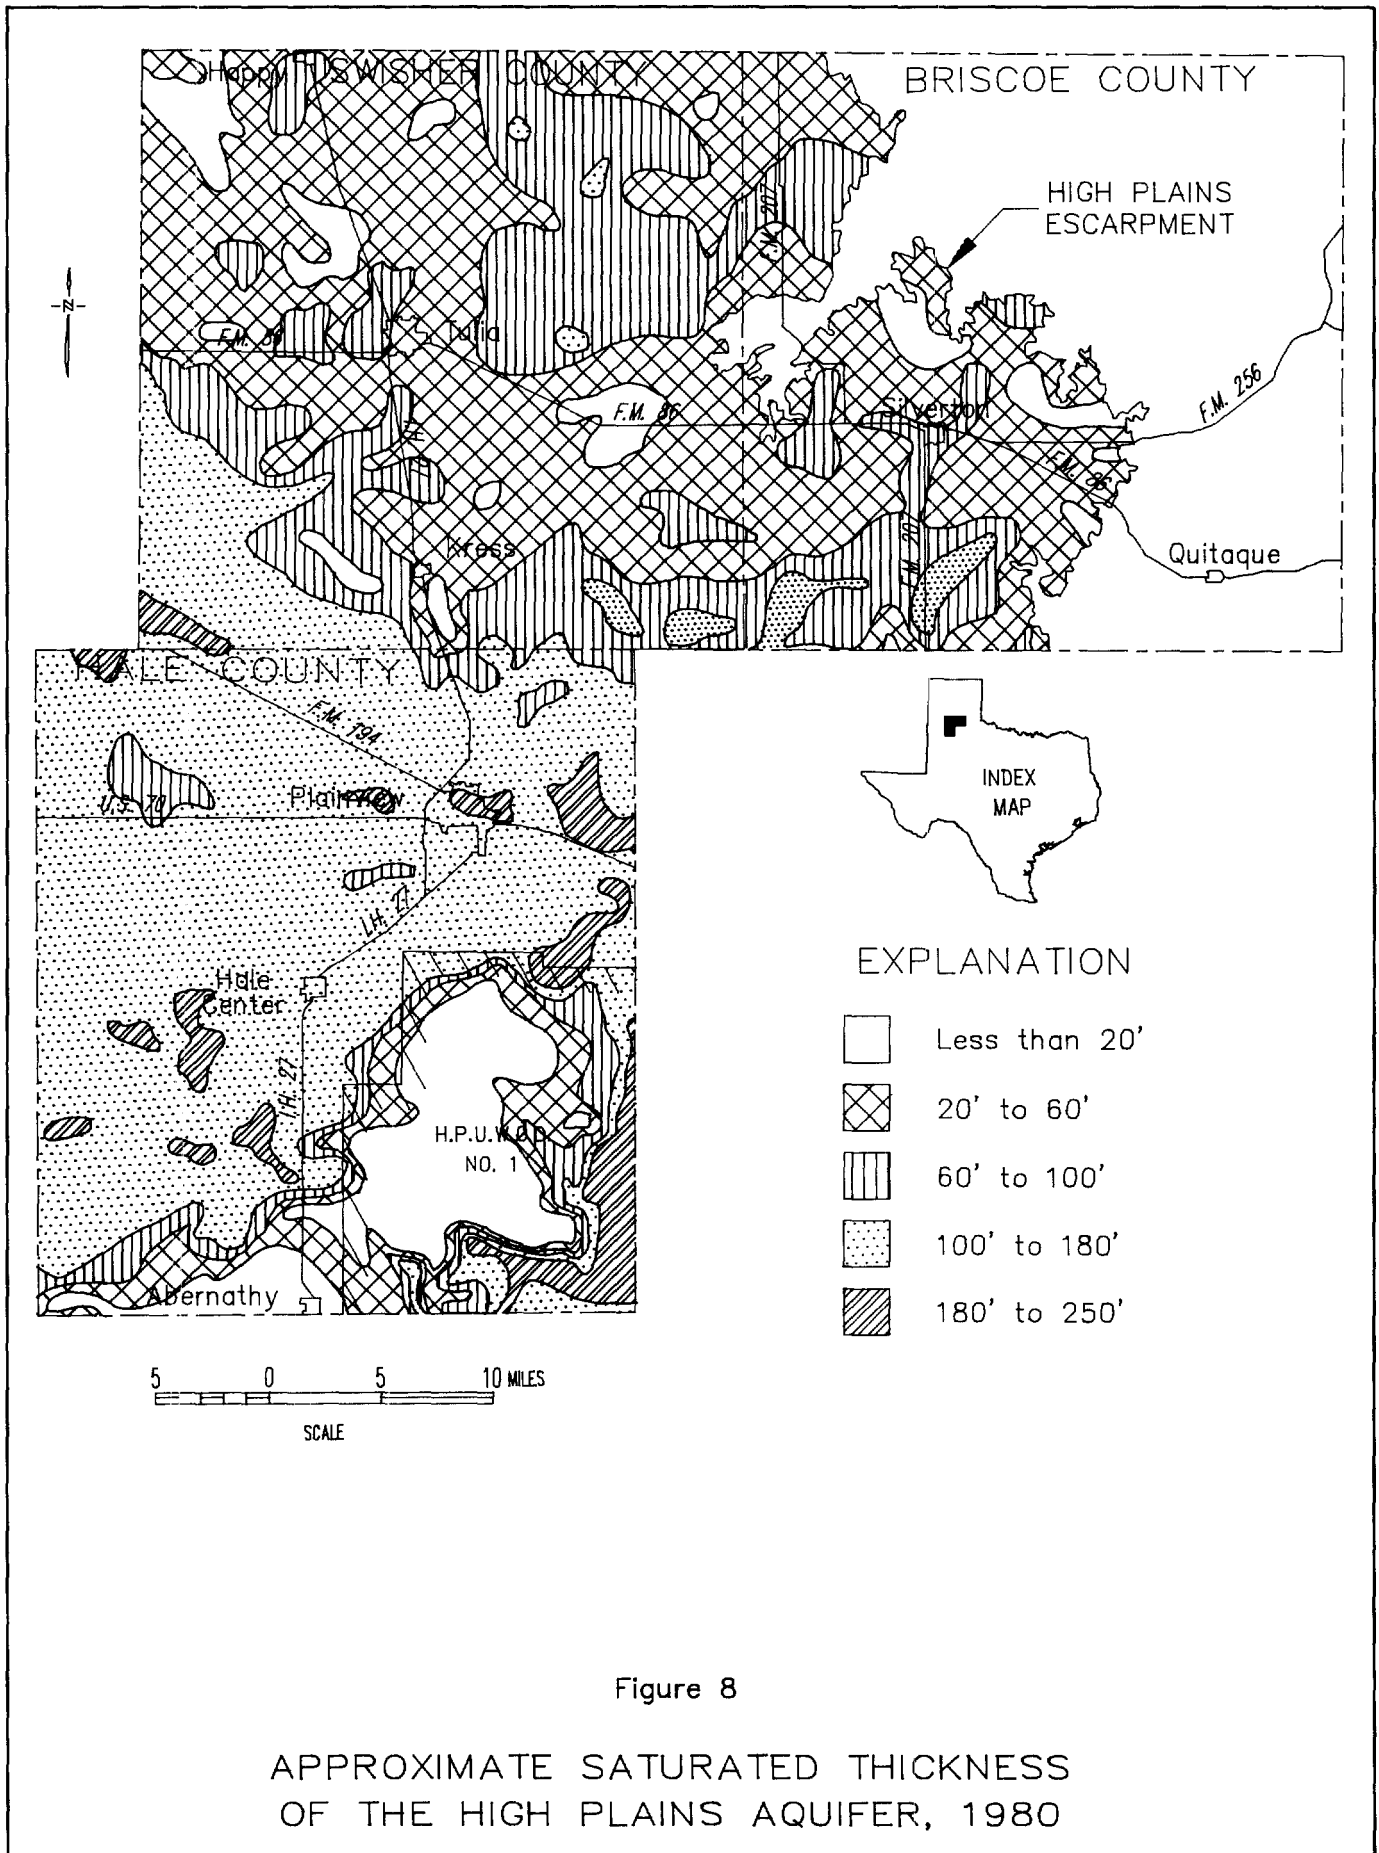 Happy
SWISHER COUNTY
BRISCOE COUNTY
HIGH PLAINS
ESCARPMENT
F.M. 207
N
F.M. 86
Tulia
F.M. 86
Silverton
F.M. 256
I.H. 27
F.M. 86
Kress
F.M. 207
Quitaque
HALE COUNTY
F.M. 194
U.S. 70
Plainview
INDEX
MAP
I.H. 27
Hale
Center
EXPLANATION
Less than 20'
20' to 60'
60' to 100'
100' to 180'
180' to 250'
I.H. 27
H.P.U.W.C.D.
NO. 1
Abernathy
5 0 5 10 MILES
SCALE
Figure 8
APPROXIMATE SATURATED THICKNESS
OF THE HIGH PLAINS AQUIFER, 1980